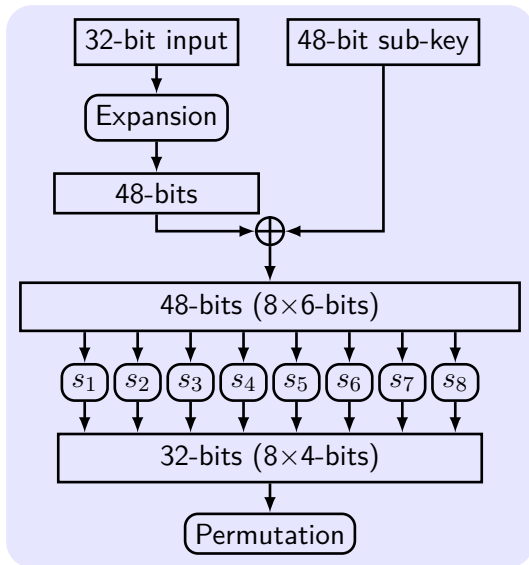 32-bit input
48-bit sub-key
Expansion
48-bits
48-bits (8×6-bits)
s₁ s₂ s₃ s₄ s₅ s₆ s₇ s₈
32-bits (8×4-bits)
Permutation